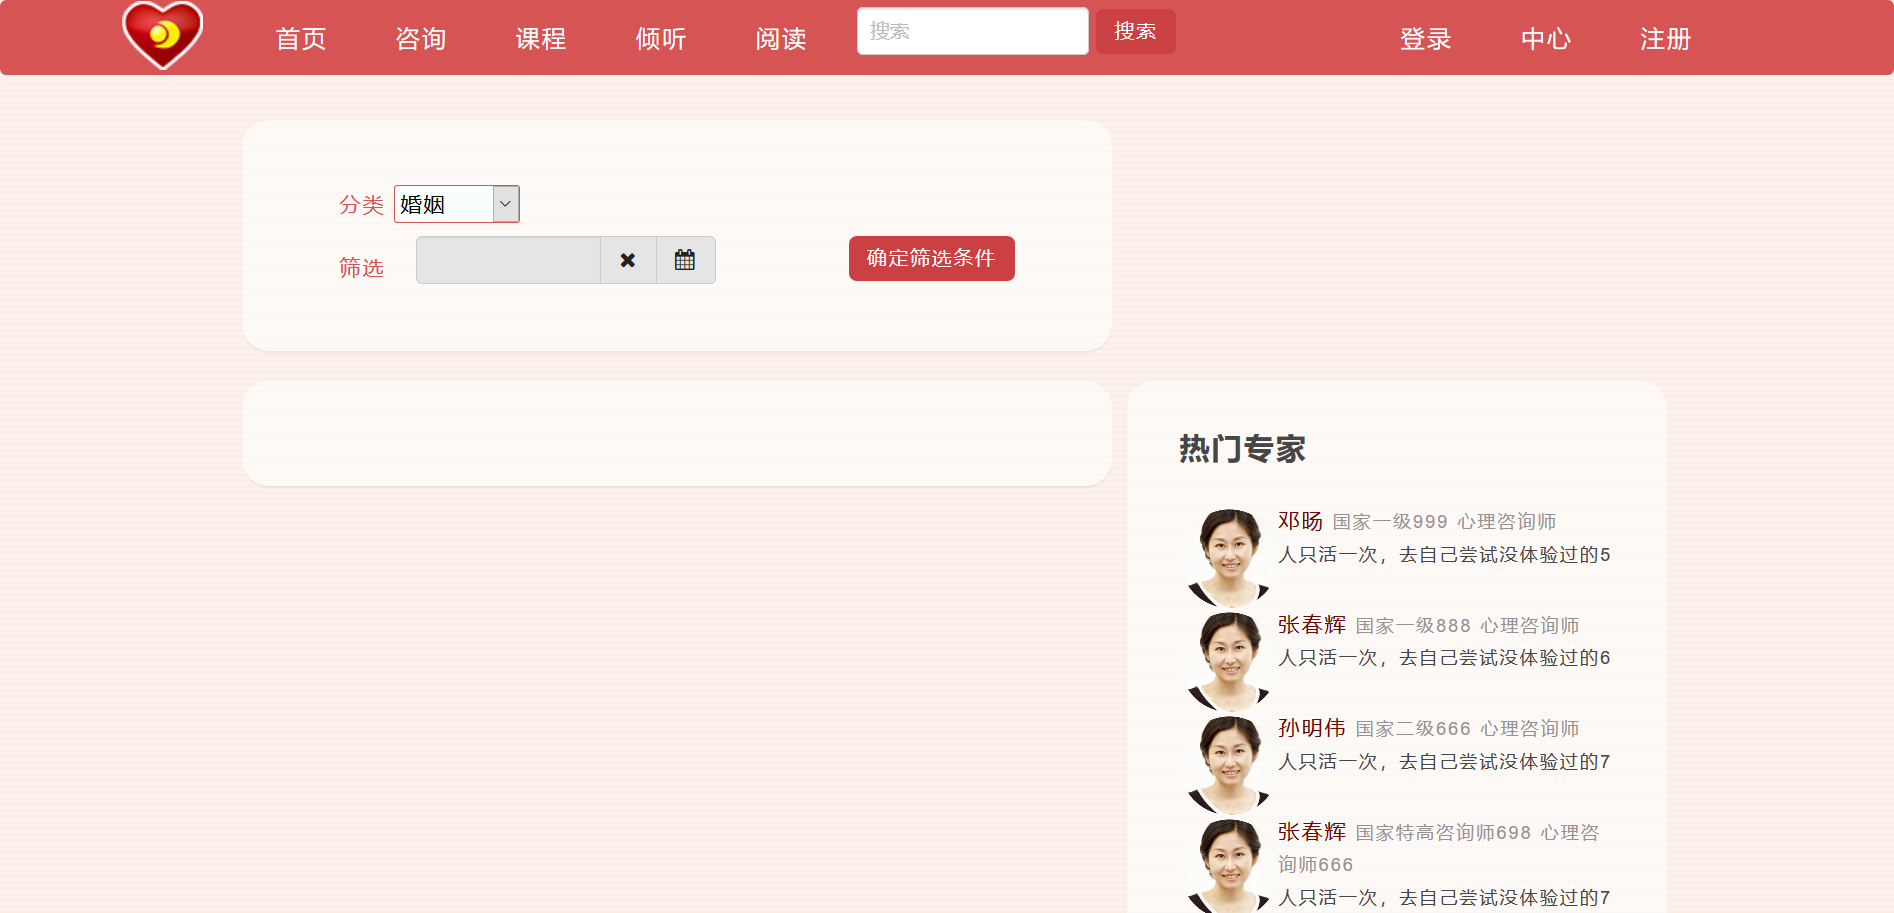 首页 咨询 课程 倾听 阅读 搜索 搜索 登录 中心 注册
分类 婚姻
筛选 确定筛选条件
热门专家
邓旸 国家一级999 心理咨询师
人只活一次，去自己尝试没体验过的5
张春辉 国家一级888 心理咨询师
人只活一次，去自己尝试没体验过的6
孙明伟 国家二级666 心理咨询师
人只活一次，去自己尝试没体验过的7
张春辉 国家特高咨询师698 心理咨
询师666
人只活一次，去自己尝试没体验过的7